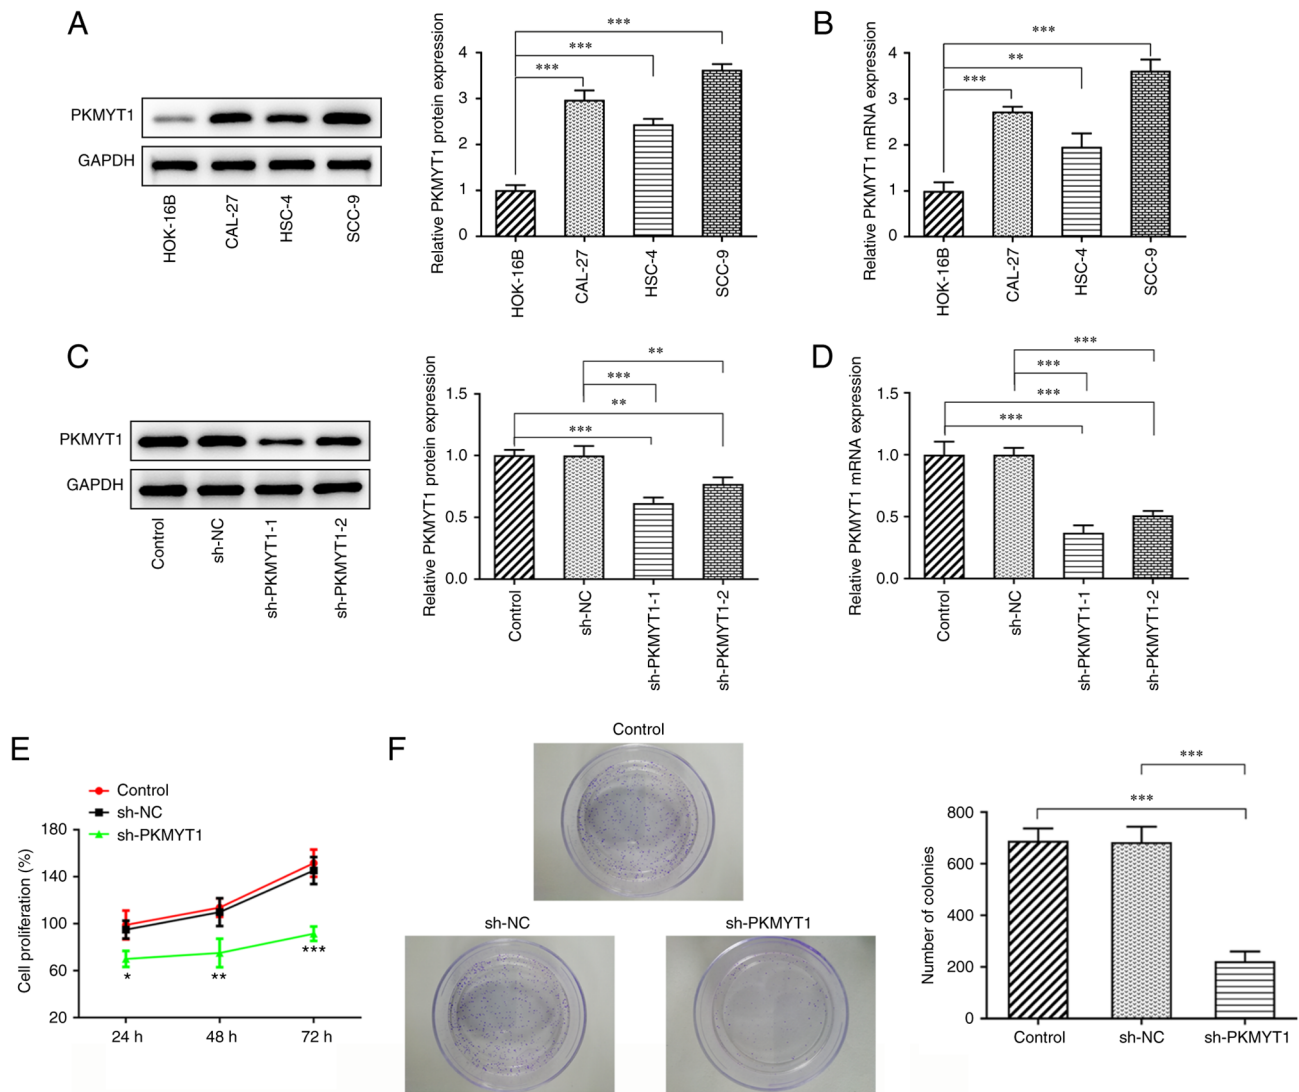 A
PKMYT1
GAPDH
HOK-16B
CAL-27
HSC-4
SCC-9
Relative PKMYT1 protein expression
4
3
2
1
0
***
***
***
HOK-16B
CAL-27
HSC-4
SCC-9
B
Relative PKMYT1 mRNA expression
4
3
2
1
0
***
**
***
HOK-16B
CAL-27
HSC-4
SCC-9
C
PKMYT1
GAPDH
Control
sh-NC
sh-PKMYT1-1
sh-PKMYT1-2
Relative PKMYT1 protein expression
1.5
1.0
0.5
0.0
**
***
**
***
Control
sh-NC
sh-PKMYT1-1
sh-PKMYT1-2
D
Relative PKMYT1 mRNA expression
1.5
1.0
0.5
0.0
***
***
***
***
Control
sh-NC
sh-PKMYT1-1
sh-PKMYT1-2
E
Control
sh-NC
sh-PKMYT1
Cell proliferation (%)
180
140
100
60
20
*
**
***
24 h
48 h
72 h
F
Control
sh-NC
sh-PKMYT1
Number of colonies
800
600
400
200
0
***
***
Control
sh-NC
sh-PKMYT1